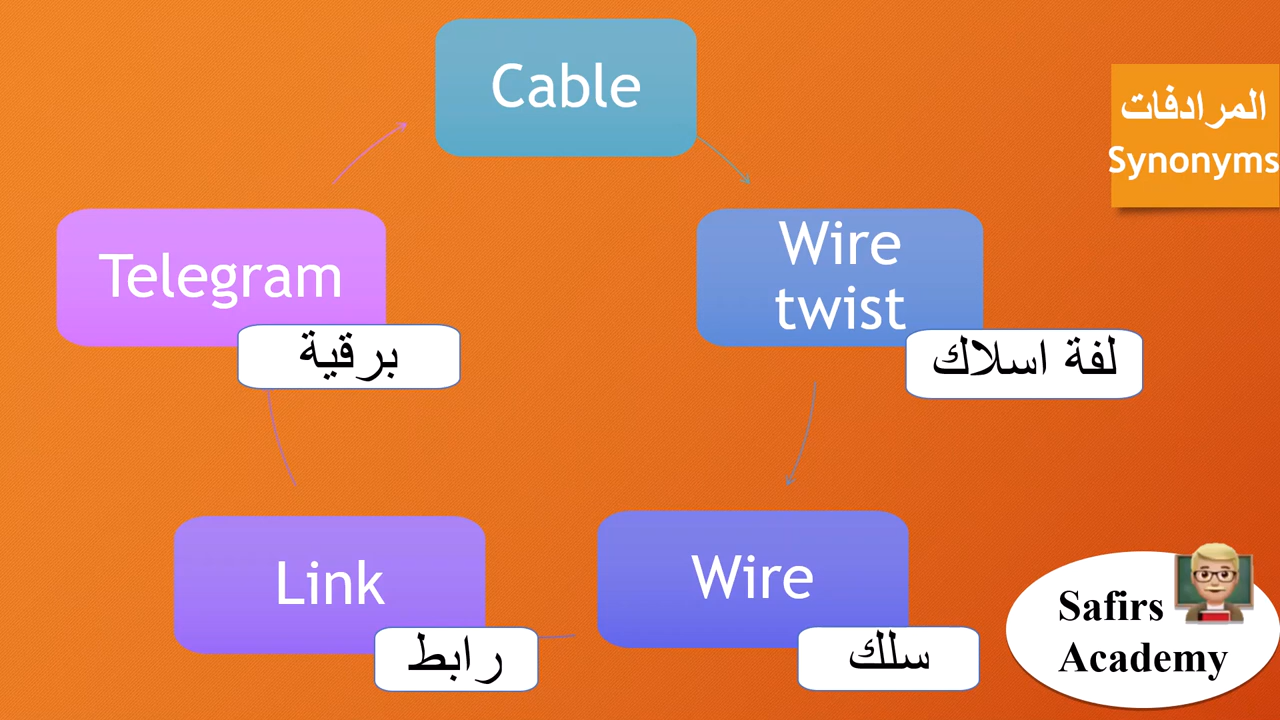 Cable
المرادفات
Synonyms
Wire
twist
لفة اسلاك
Telegram
برقية
Link
رابط
Wire
سلك
Safirs
Academy